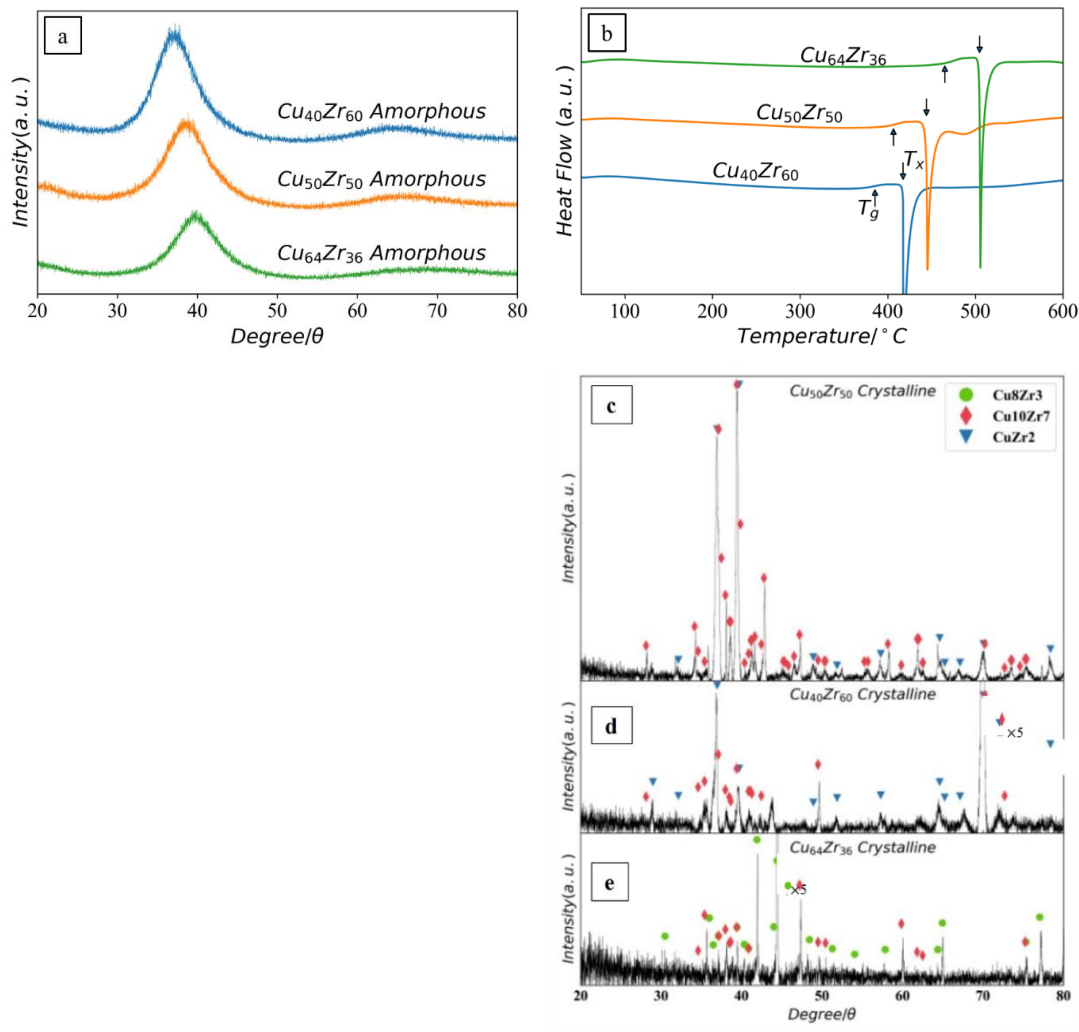 a
Cu40Zr60 Amorphous
Cu50Zr50 Amorphous
Cu64Zr36 Amorphous
Intensity(a.u.)
20 30 40 50 60 70 80
Degree/θ
b
Cu64Zr36
Cu50Zr50
Tx
Cu40Zr60
Tg
Heat Flow (a.u.)
100 200 300 400 500 600
Temperature/°C
c
Cu50Zr50 Crystalline
Cu8Zr3
Cu10Zr7
CuZr2
Intensity(a.u.)
d
Cu40Zr60 Crystalline
×5
Intensity(a.u.)
e
Cu64Zr36 Crystalline
×5
Intensity(a.u.)
20 30 40 50 60 70 80
Degree/θ